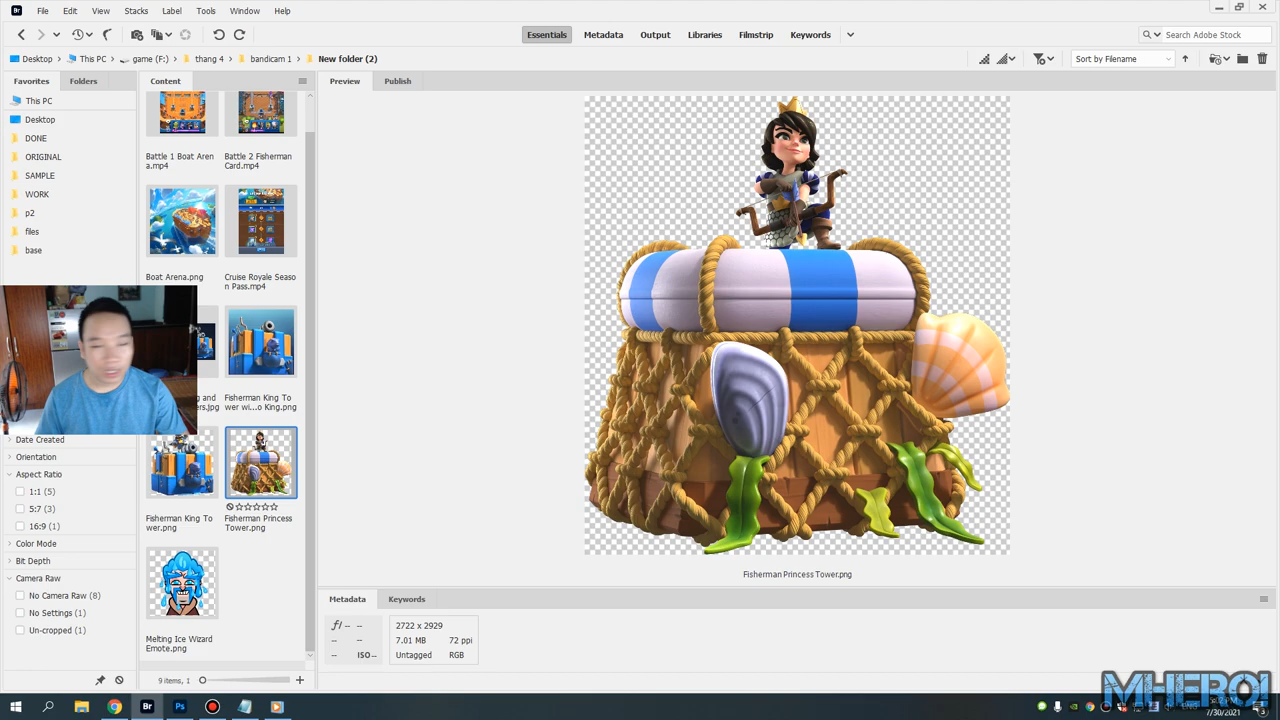 Br File Edit View Stacks Label Tools Window Help
Essentials Metadata Output Libraries Filmstrip Keywords Search Adobe Stock
Desktop This PC game (F:) thang 4 bandicam 1 New folder (2) Sort by Filename
Favorites Folders
This PC
Desktop
DONE
ORIGINAL
SAMPLE
WORK
p2
files
base
Date Created
Orientation
Aspect Ratio
1:1 (5)
5:7 (3)
16:9 (1)
Color Mode
Bit Depth
Camera Raw
No Camera Raw (8)
No Settings (1)
Un-cropped (1)
Content
Battle 1 Boat Aren
a.mp4
Battle 2 Fisherman
Card.mp4
Boat Arena.png
Cruise Royale Seaso
n Pass.mp4
Fisherman King To
wer wi...o King.png
Fisherman King To
wer.png
Fisherman Princess
Tower.png
Melting Ice Wizard
Emote.png
9 items, 1
Preview Publish
Fisherman Princess Tower.png
Metadata Keywords
f/ -- --
-- --
-- ISO --
2722 x 2929
7.01 MB 72 ppi
Untagged RGB
MHERO1
Br Ps
7/30/2021
3